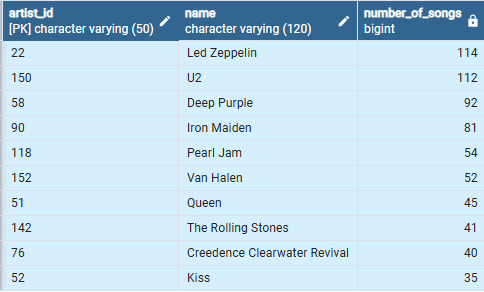 artist_id name number_of_songs
[PK] character varying (50) character varying (120) bigint
22 Led Zeppelin 114
150 U2 112
58 Deep Purple 92
90 Iron Maiden 81
118 Pearl Jam 54
152 Van Halen 52
51 Queen 45
142 The Rolling Stones 41
76 Creedence Clearwater Revival 40
52 Kiss 35